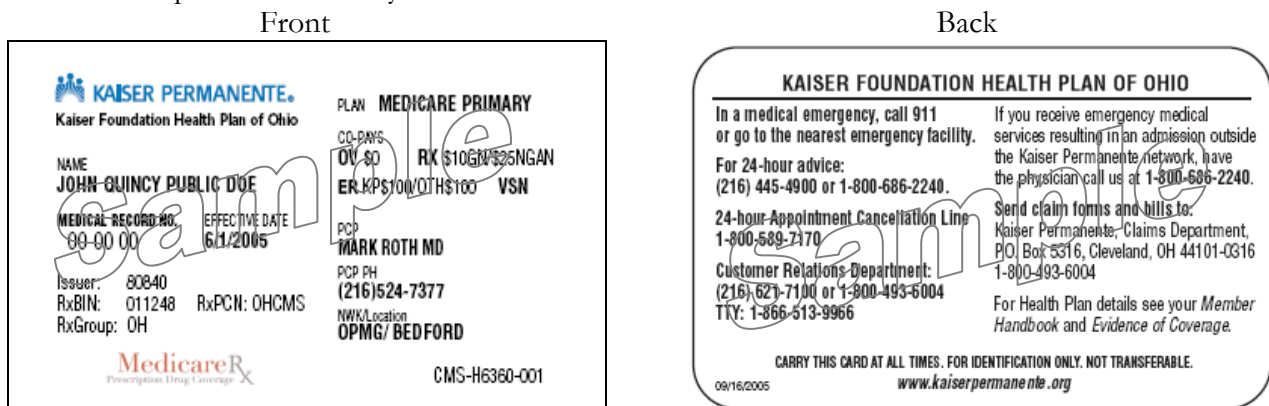 Front
KAISER PERMANENTE®
Kaiser Foundation Health Plan of Ohio
NAME
JOHN QUINCY PUBLIC DOE
MEDICAL RECORD NO. EFFECTIVE DATE
00-00 00 6/1/2005
Issuer: 80840
RxBIN: 011248 RxPCN: OHCMS
RxGroup: OH
MedicareRx
Prescription Drug Coverage
PLAN MEDICARE PRIMARY
CO-PAYS
OV $0 RX $10GN/$25NGAN
ER KP$100/OTH$100 VSN
PCP
MARK ROTH MD
PCP PH
(216)524-7377
NWK/Location
OPMG/ BEDFORD
CMS-H6360-001
sample
Back
KAISER FOUNDATION HEALTH PLAN OF OHIO
In a medical emergency, call 911
or go to the nearest emergency facility.
For 24-hour advice:
(216) 445-4900 or 1-800-686-2240.
24-hour Appointment Cancellation Line
1-800-589-7170
Customer Relations Department:
(216) 621-7100 or 1-800-493-6004
TTY: 1-866-513-9966
If you receive emergency medical
services resulting in an admission outside
the Kaiser Permanente network, have
the physician call us at 1-800-686-2240.
Send claim forms and bills to:
Kaiser Permanente, Claims Department,
P.O. Box 5316, Cleveland, OH 44101-0316
1-800-493-6004
For Health Plan details see your Member
Handbook and Evidence of Coverage.
CARRY THIS CARD AT ALL TIMES. FOR IDENTIFICATION ONLY. NOT TRANSFERABLE.
09/16/2005 www.kaiserpermanente.org
sample